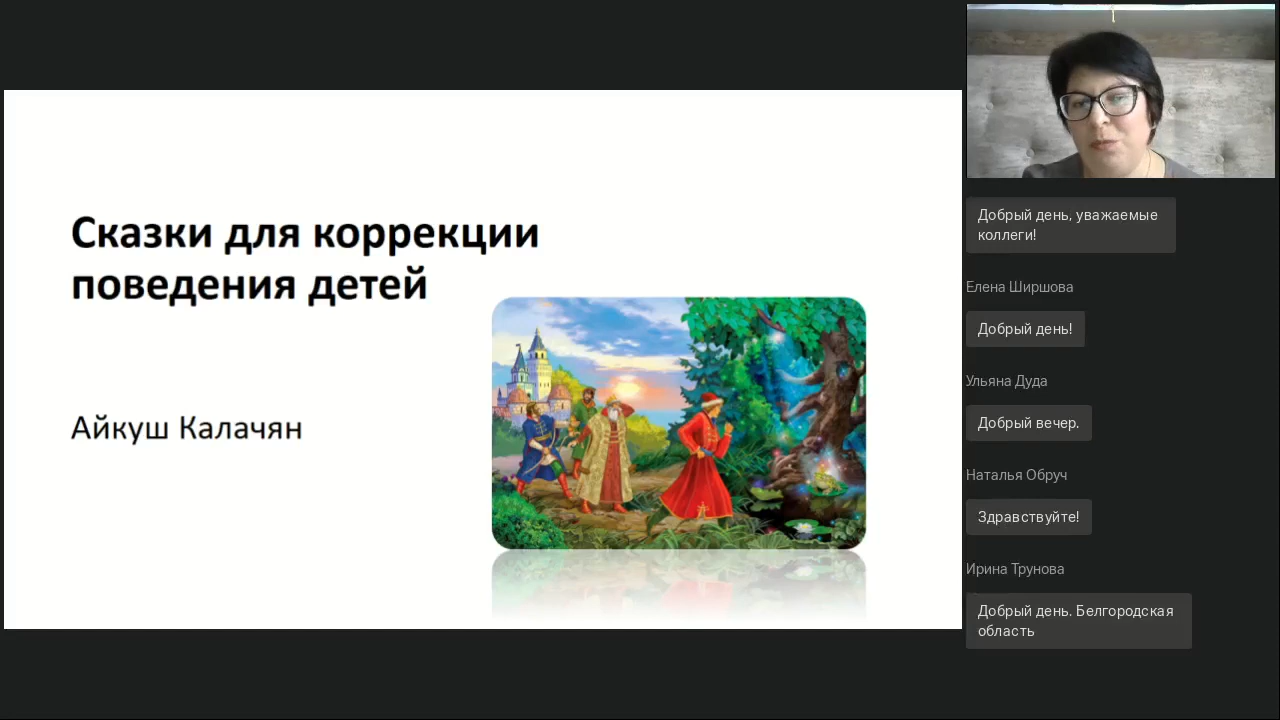 Сказки для коррекции
поведения детей
Айкуш Калачян
Добрый день, уважаемые
коллеги!
Елена Ширшова
Добрый день!
Ульяна Дуда
Добрый вечер.
Наталья Обруч
Здравствуйте!
Ирина Трунова
Добрый день. Белгородская
область